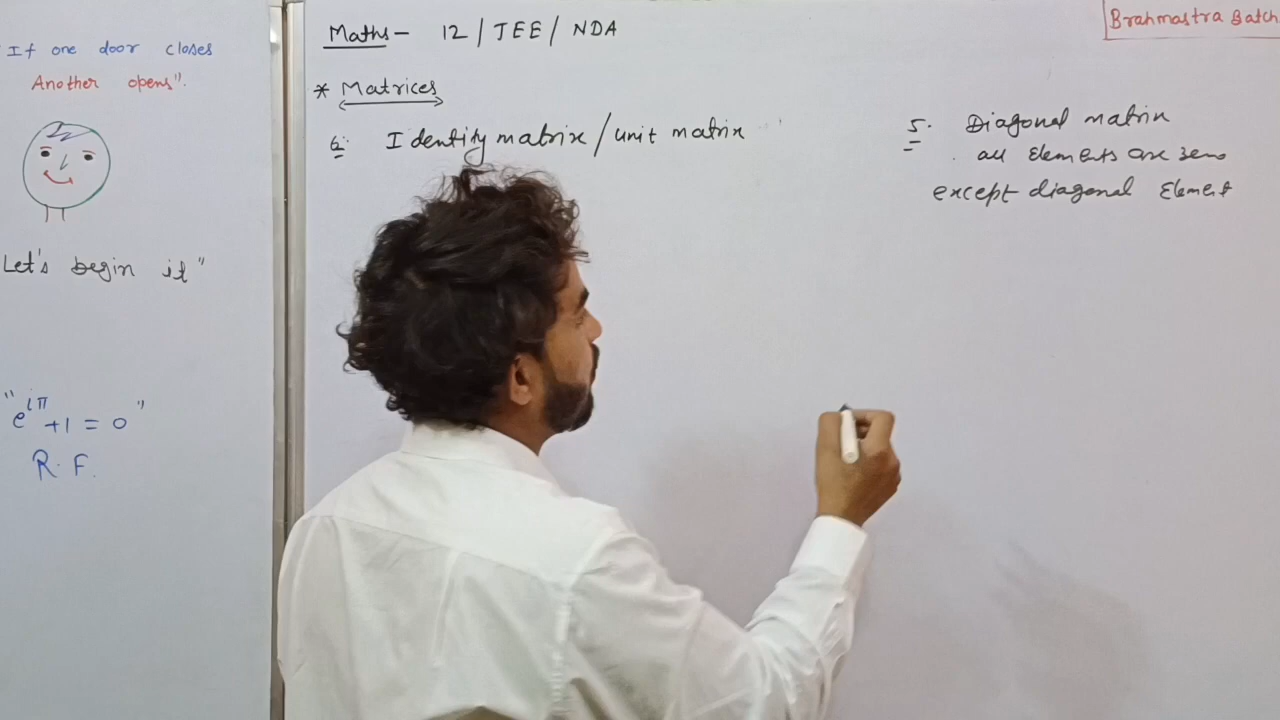 "If one door closes
Another opens".
Let's begin it"
"e^{iπ} +1 = 0"
R. F.
Maths - 12 / JEE / NDA
Brahmastra Batch
* Matrices
6. Identity matrix / unit matrix
5. Diagonal matrix
all Elements are zero
except diagonal Element